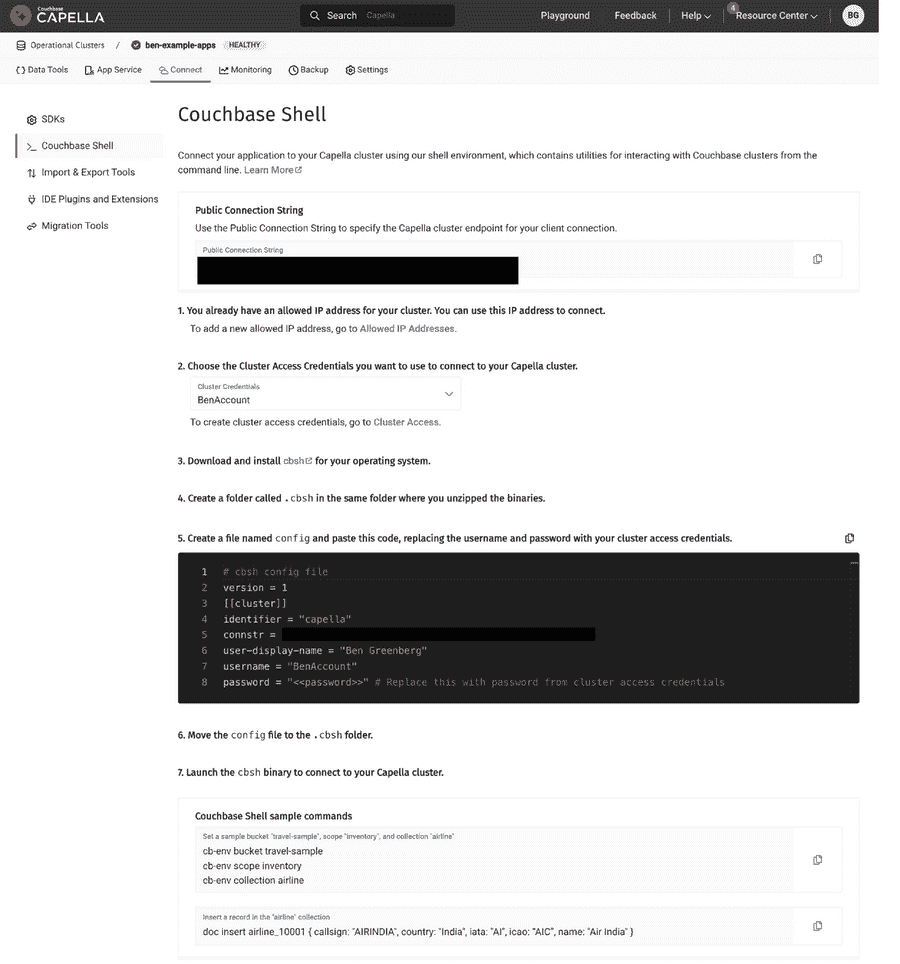 Couchbase
CAPELLA
Search Capella
Playground
Feedback
Help
4
Resource Center
BG
Operational Clusters / ben-example-apps HEALTHY
Data Tools
App Service
Connect
Monitoring
Backup
Settings
SDKs
Couchbase Shell
Import & Export Tools
IDE Plugins and Extensions
Migration Tools
Couchbase Shell
Connect your application to your Capella cluster using our shell environment, which contains utilities for interacting with Couchbase clusters from the
command line. Learn More
Public Connection String
Use the Public Connection String to specify the Capella cluster endpoint for your client connection.
Public Connection String
1. You already have an allowed IP address for your cluster. You can use this IP address to connect.
To add a new allowed IP address, go to Allowed IP Addresses.
2. Choose the Cluster Access Credentials you want to use to connect to your Capella cluster.
Cluster Credentials
BenAccount
To create cluster access credentials, go to Cluster Access.
3. Download and install cbsh for your operating system.
4. Create a folder called .cbsh in the same folder where you unzipped the binaries.
5. Create a file named config and paste this code, replacing the username and password with your cluster access credentials.
1 # cbsh config file
2 version = 1
3 [[cluster]]
4 identifier = "capella"
5 connstr =
6 user-display-name = "Ben Greenberg"
7 username = "BenAccount"
8 password = "<<password>>" # Replace this with password from cluster access credentials
6. Move the config file to the .cbsh folder.
7. Launch the cbsh binary to connect to your Capella cluster.
Couchbase Shell sample commands
Set a sample bucket "travel-sample", scope "inventory", and collection "airline"
cb-env bucket travel-sample
cb-env scope inventory
cb-env collection airline
Insert a record in the "airline" collection
doc insert airline_10001 { callsign: "AIRINDIA", country: "India", iata: "AI", icao: "AIC", name: "Air India" }